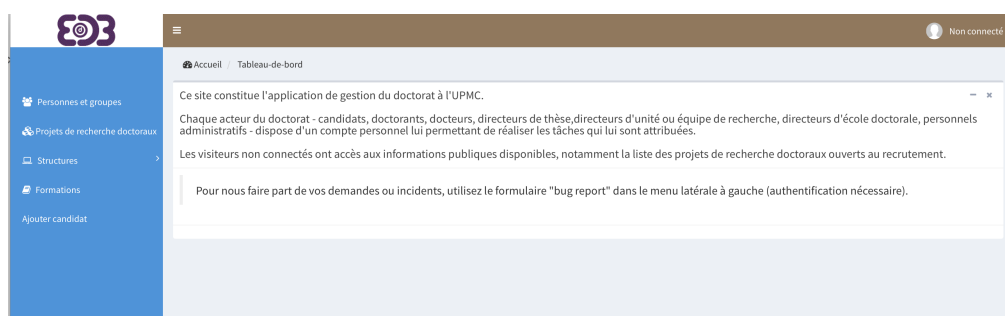 Non connecté
Accueil / Tableau-de-bord
Personnes et groupes
Projets de recherche doctoraux
Structures
Formations
Ajouter candidat
Ce site constitue l'application de gestion du doctorat à l'UPMC.
Chaque acteur du doctorat - candidats, doctorants, docteurs, directeurs de thèse,directeurs d'unité ou équipe de recherche, directeurs d'école doctorale, personnels
administratifs - dispose d'un compte personnel lui permettant de réaliser les tâches qui lui sont attribuées.
Les visiteurs non connectés ont accès aux informations publiques disponibles, notamment la liste des projets de recherche doctoraux ouverts au recrutement.
Pour nous faire part de vos demandes ou incidents, utilisez le formulaire "bug report" dans le menu latérale à gauche (authentification nécessaire).